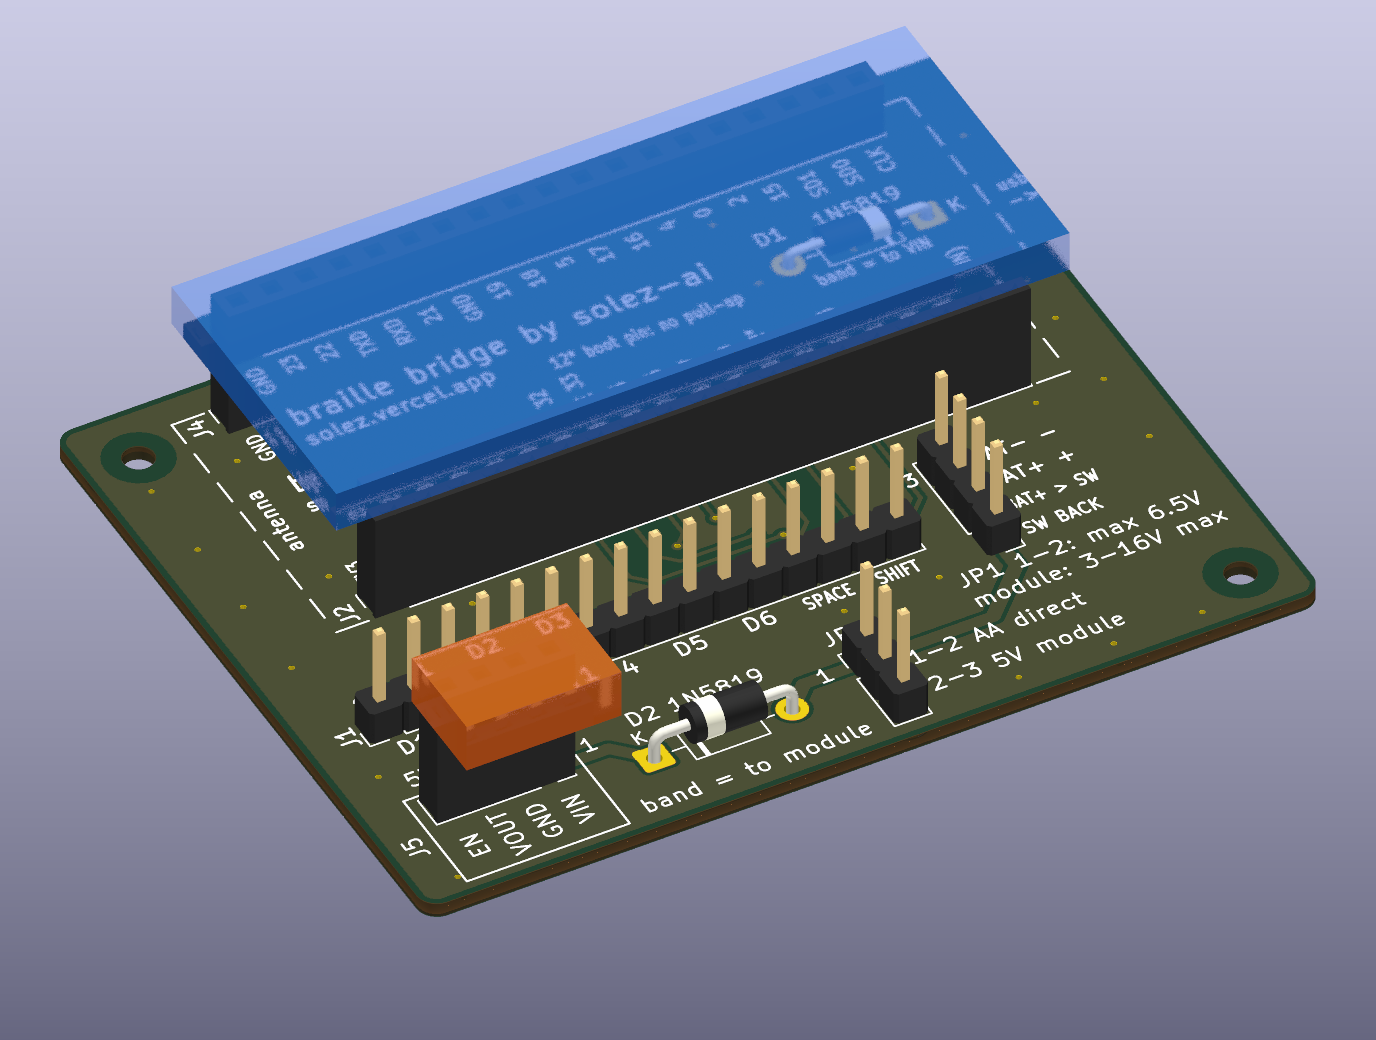 CLK
SD0
SD1
15
2
0
4
16
17
5
18
19
GND
21
RXD
TXD
22
23
GND
D1
1N5819
K
band = to VIN
braille bridge by solez-ai
solez.vercel.app
12* boot pin: no pull-up
J4
GND
antenna
J2
3
- -
AT+ +
AT+ > SW
SW BACK
JP1 1-2: max 6.5V
module: 3-16V max
1-2 AA direct
2-3 5V module
SHIFT
SPACE
D6
D5
4
D3
D2
1
J1
D2 1N5819
K
1
1
band = to module
J5
EN
VOUT
GND
VIN